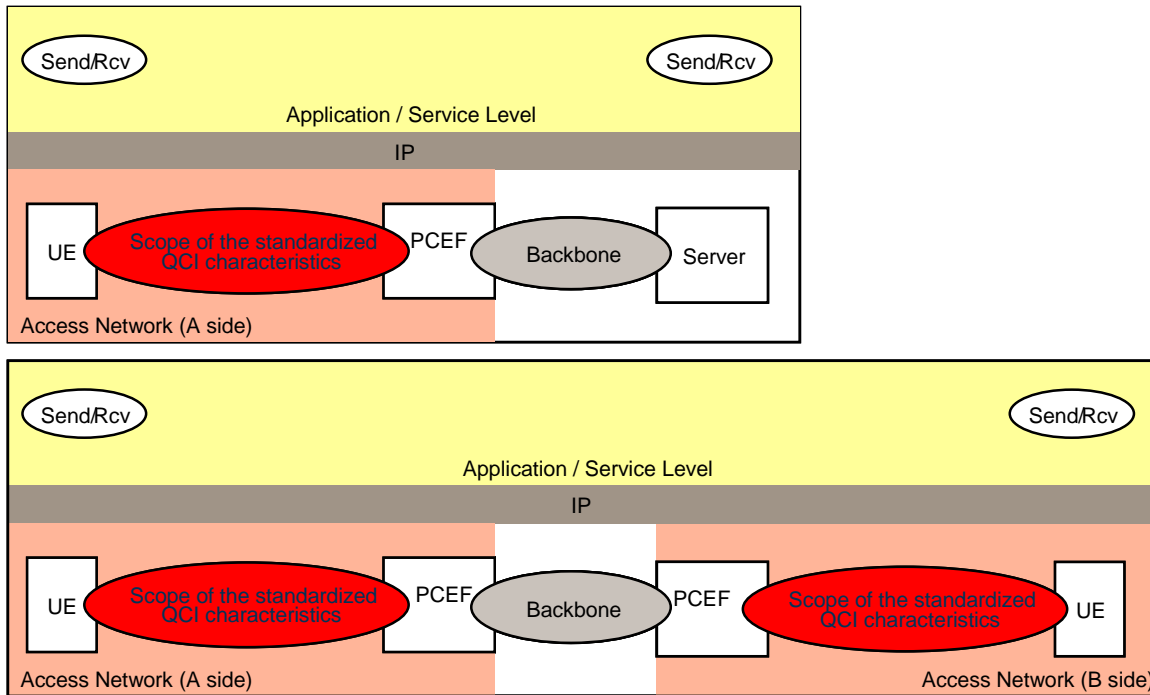 Send/Rcv
Send/Rcv
Application / Service Level
IP
UE
Scope of the standardized
QCI characteristics
PCEF
Backbone
Server
Access Network (A side)
Send/Rcv
Send/Rcv
Application / Service Level
IP
UE
Scope of the standardized
QCI characteristics
PCEF
Backbone
PCEF
Scope of the standardized
QCI characteristics
UE
Access Network (A side)
Access Network (B side)